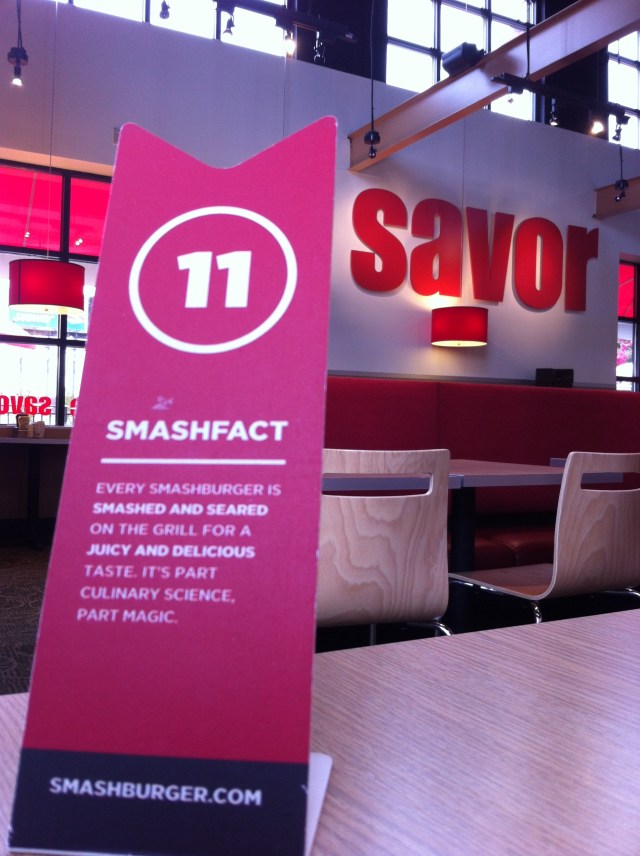 11
savor
SMASHFACT
EVERY SMASHBURGER IS
SMASHED AND SEARED
ON THE GRILL FOR A
JUICY AND DELICIOUS
TASTE. IT'S PART
CULINARY SCIENCE,
PART MAGIC.
SMASHBURGER.COM
savo